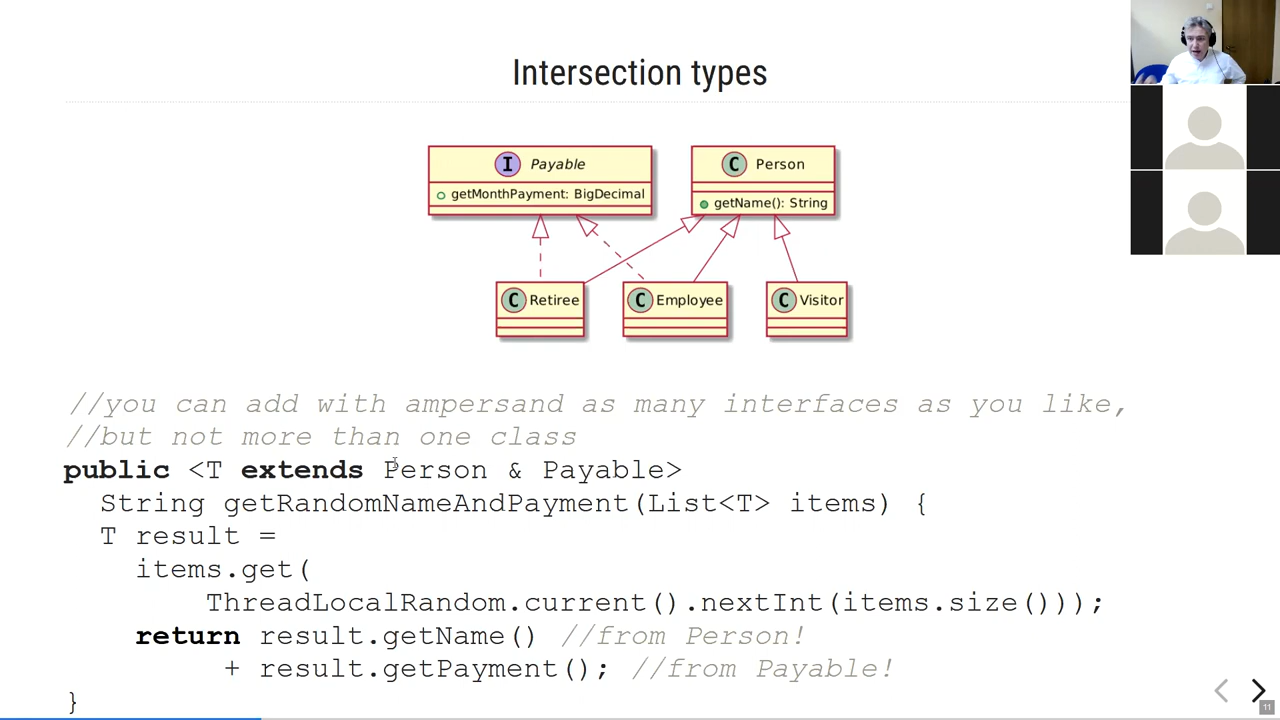 Intersection types
I Payable
getMonthPayment: BigDecimal
C Person
getName(): String
C Retiree
C Employee
C Visitor
//you can add with ampersand as many interfaces as you like,
//but not more than one class
public <T extends Person & Payable>
String getRandomNameAndPayment(List<T> items) {
T result =
items.get(
ThreadLocalRandom.current().nextInt(items.size()));
return result.getName() //from Person!
+ result.getPayment(); //from Payable!
}
11